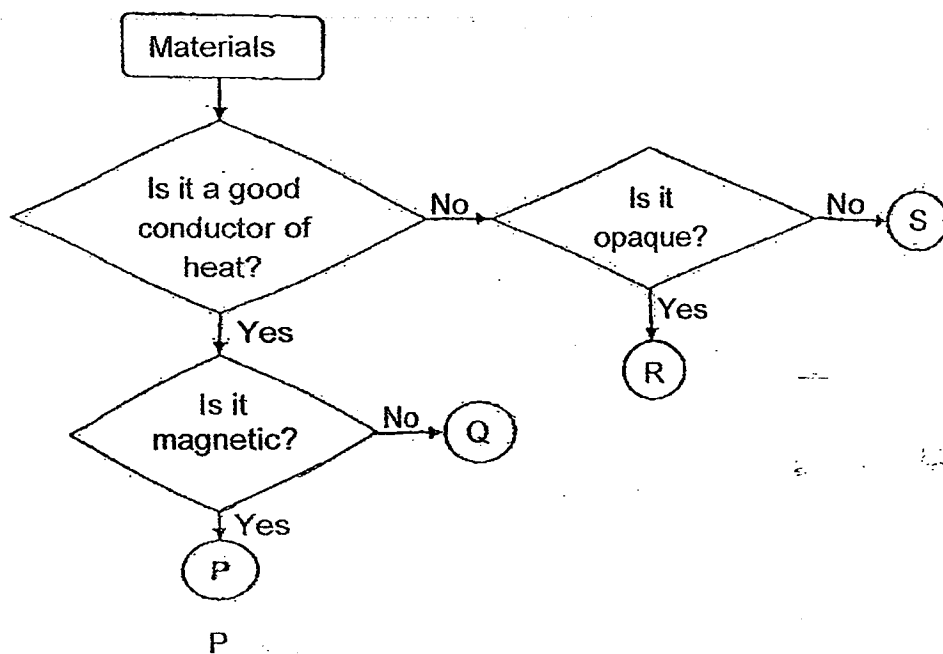 Materials
Is it a good
conductor of
heat?
No
Is it
opaque?
No
S
Yes
R
Yes
Is it
magnetic?
No
Q
Yes
P
P